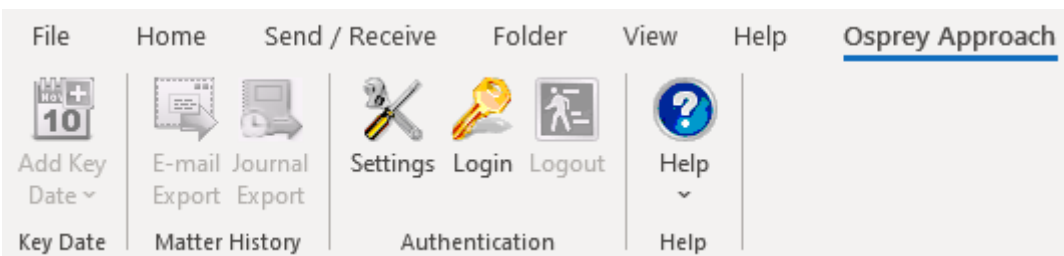 File Home Send / Receive Folder View Help Osprey Approach
NOV
10
Add Key
Date
E-mail
Export
Journal
Export
Settings
Login
Logout
?
Help
Key Date
Matter History
Authentication
Help